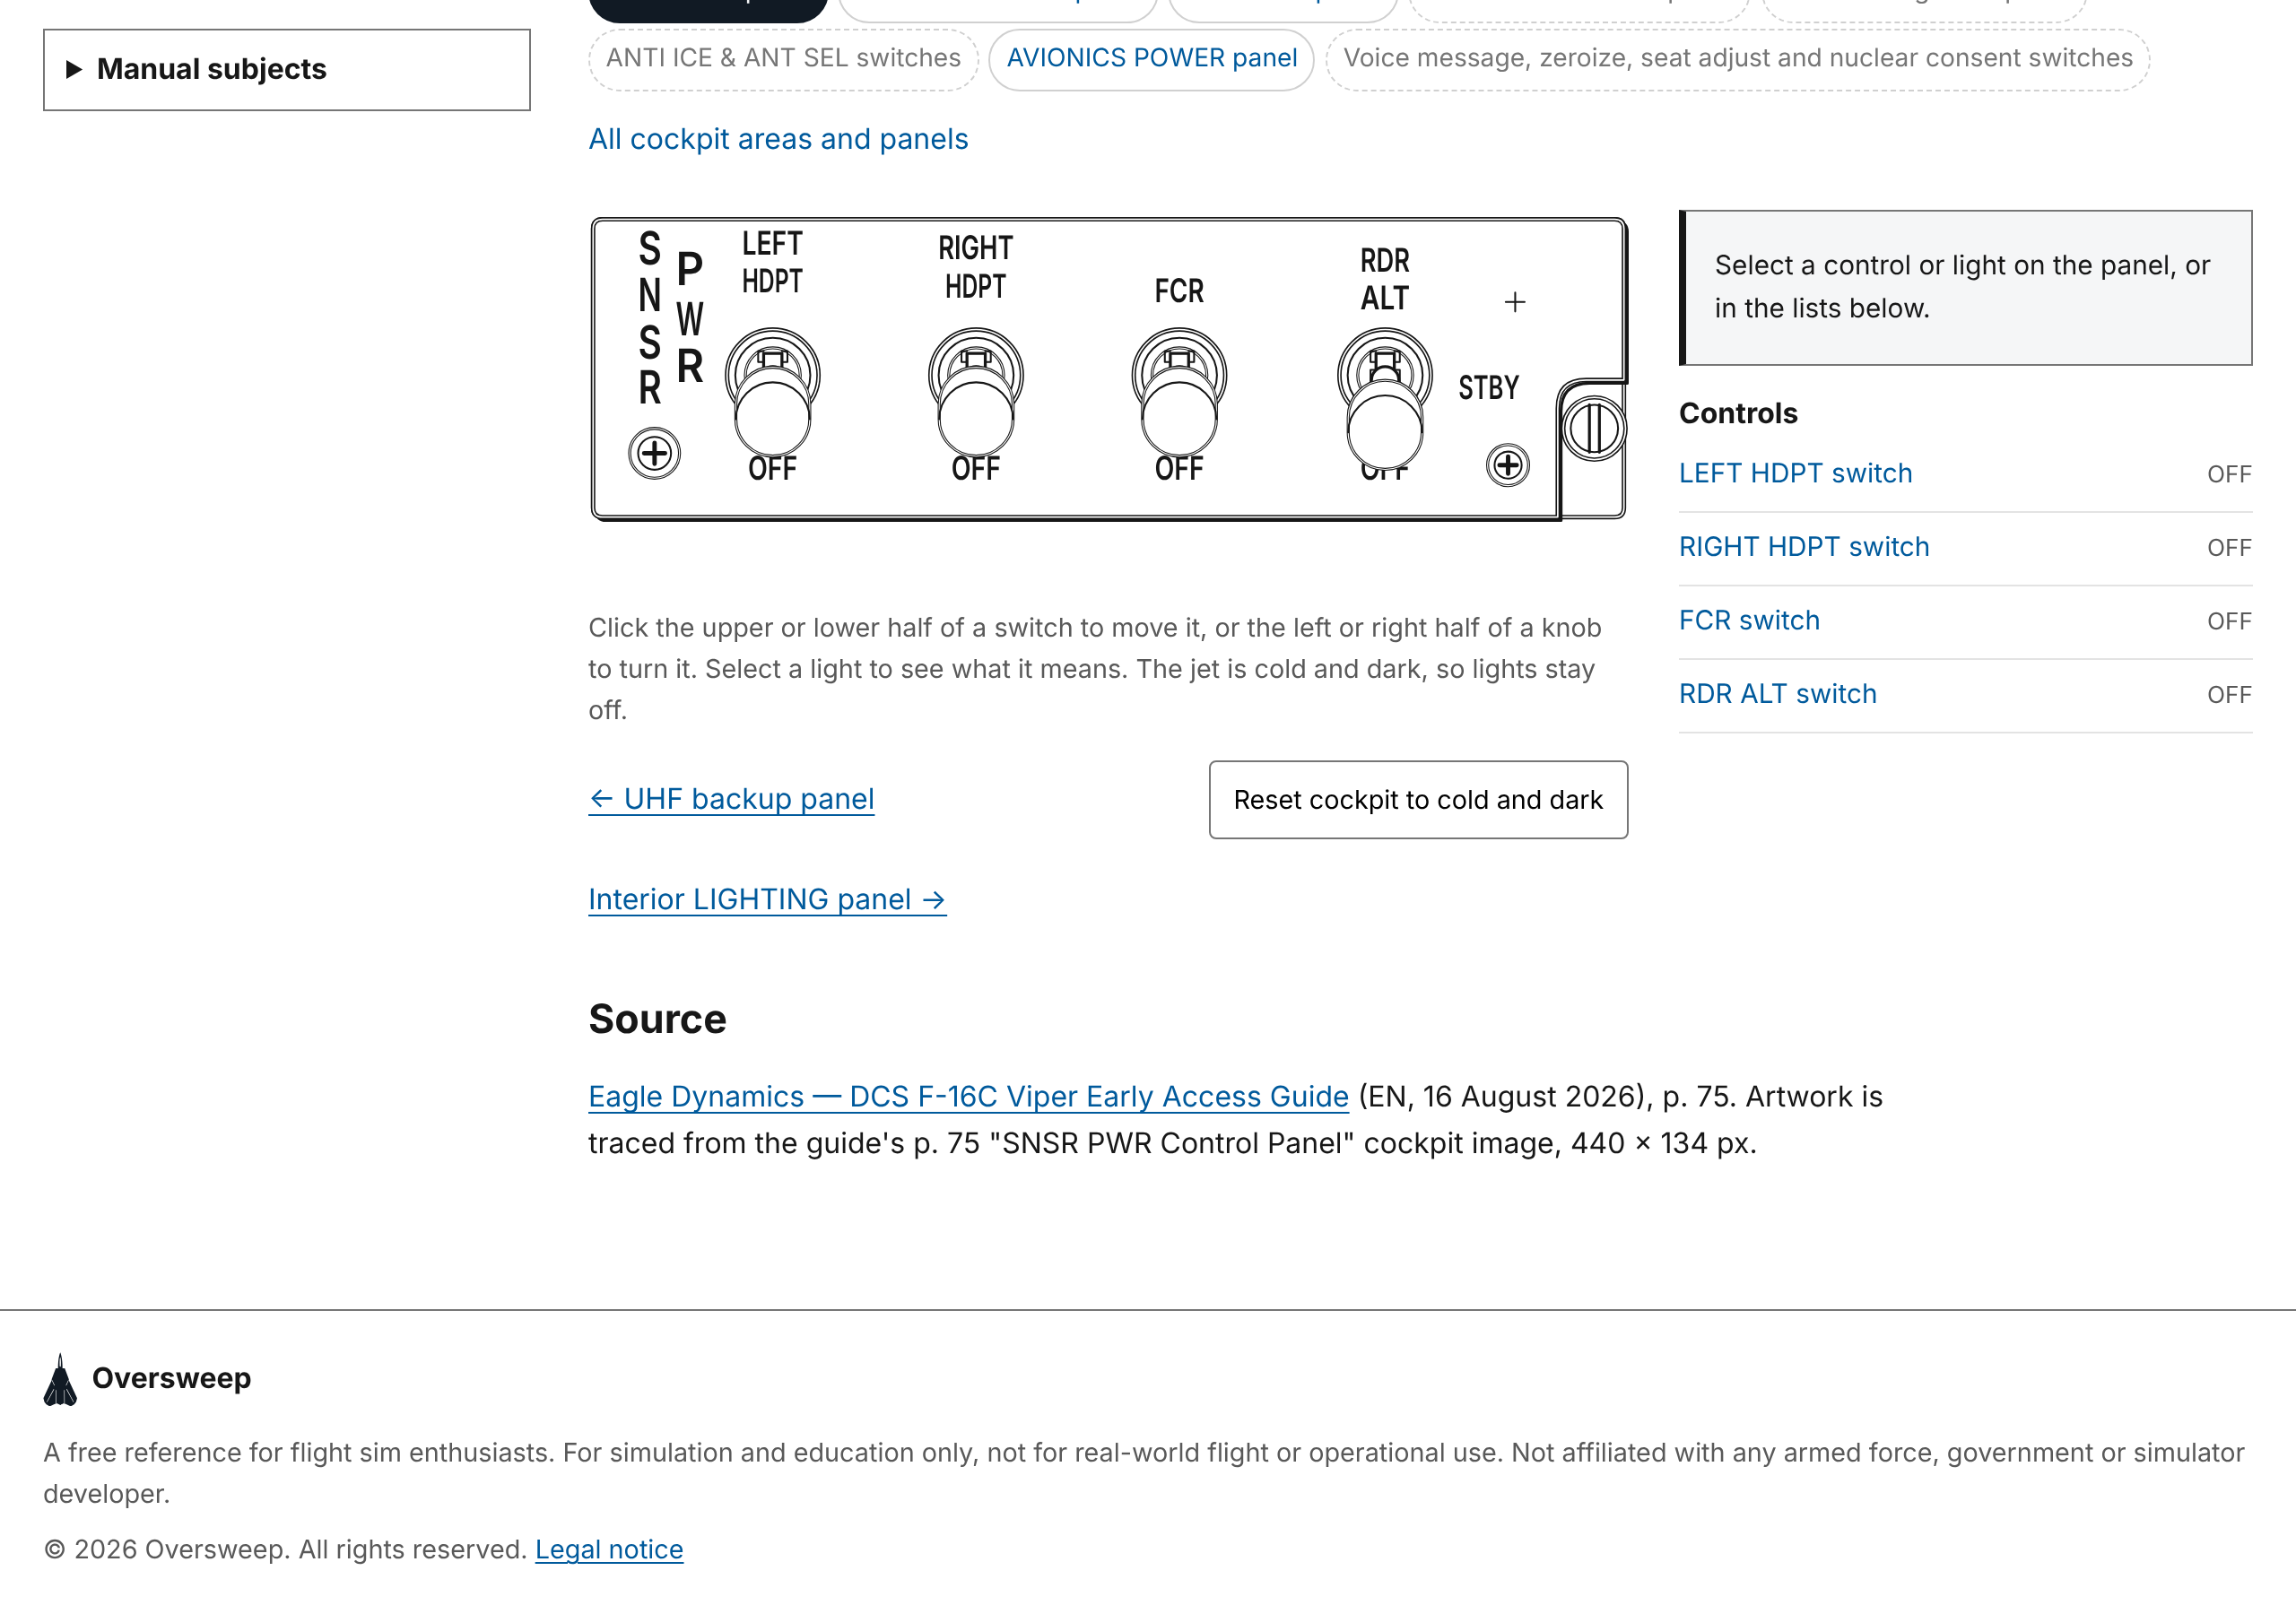 ANTI ICE & ANT SEL switches
AVIONICS POWER panel
Voice message, zeroize, seat adjust and nuclear consent switches
Manual subjects
All cockpit areas and panels
SNSR
PWR
LEFT
HDPT
RIGHT
HDPT
FCR
RDR
ALT
STBY
OFF
OFF
OFF
Select a control or light on the panel, or
in the lists below.
Controls
LEFT HDPT switch OFF
RIGHT HDPT switch OFF
FCR switch OFF
RDR ALT switch OFF
Click the upper or lower half of a switch to move it, or the left or right half of a knob
to turn it. Select a light to see what it means. The jet is cold and dark, so lights stay
off.
← UHF backup panel
Reset cockpit to cold and dark
Interior LIGHTING panel →
Source
Eagle Dynamics — DCS F-16C Viper Early Access Guide (EN, 16 August 2026), p. 75. Artwork is
traced from the guide's p. 75 "SNSR PWR Control Panel" cockpit image, 440 × 134 px.
Oversweep
A free reference for flight sim enthusiasts. For simulation and education only, not for real-world flight or operational use. Not affiliated with any armed force, government or simulator
developer.
© 2026 Oversweep. All rights reserved. Legal notice